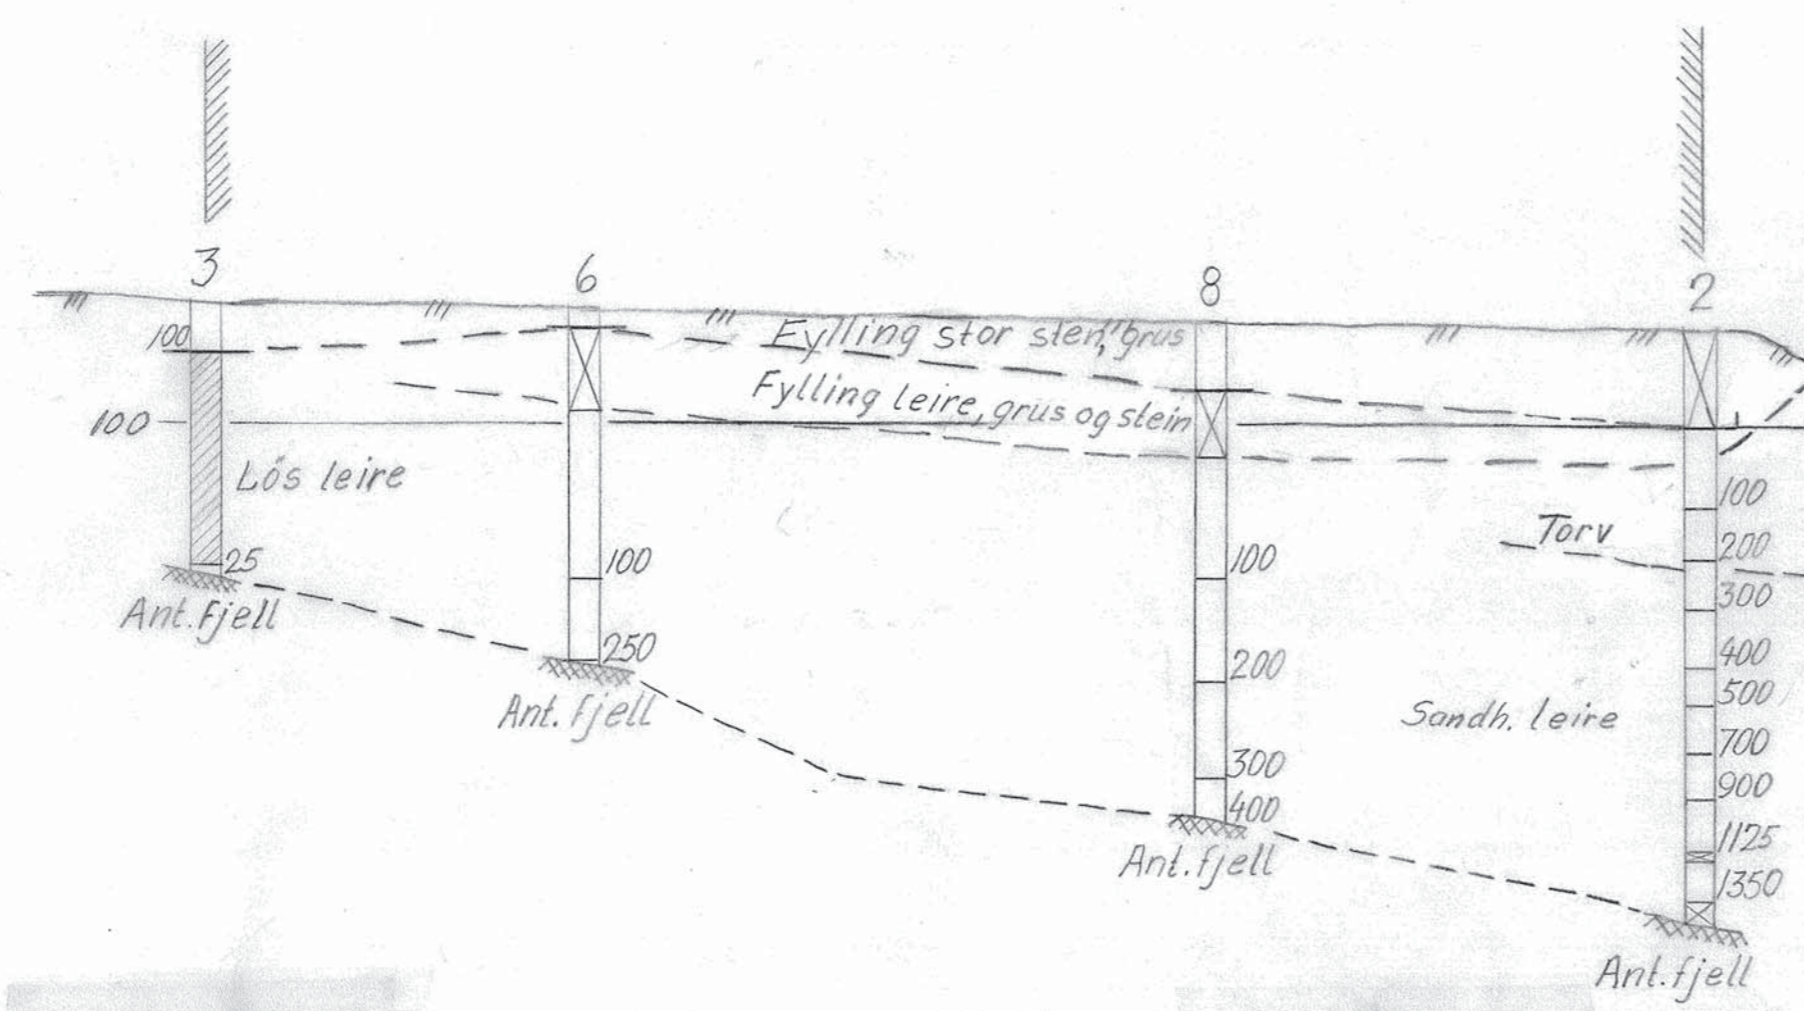 3
6
8
2
100
Fylling stor sten, grus
Fylling leire, grus og stein
100
Lös leire
25
Ant. fjell
100
250
Ant. fjell
100
200
300
400
Ant. fjell
Torv
Sandh. leire
100
200
300
400
500
700
900
1125
1350
Ant. fjell